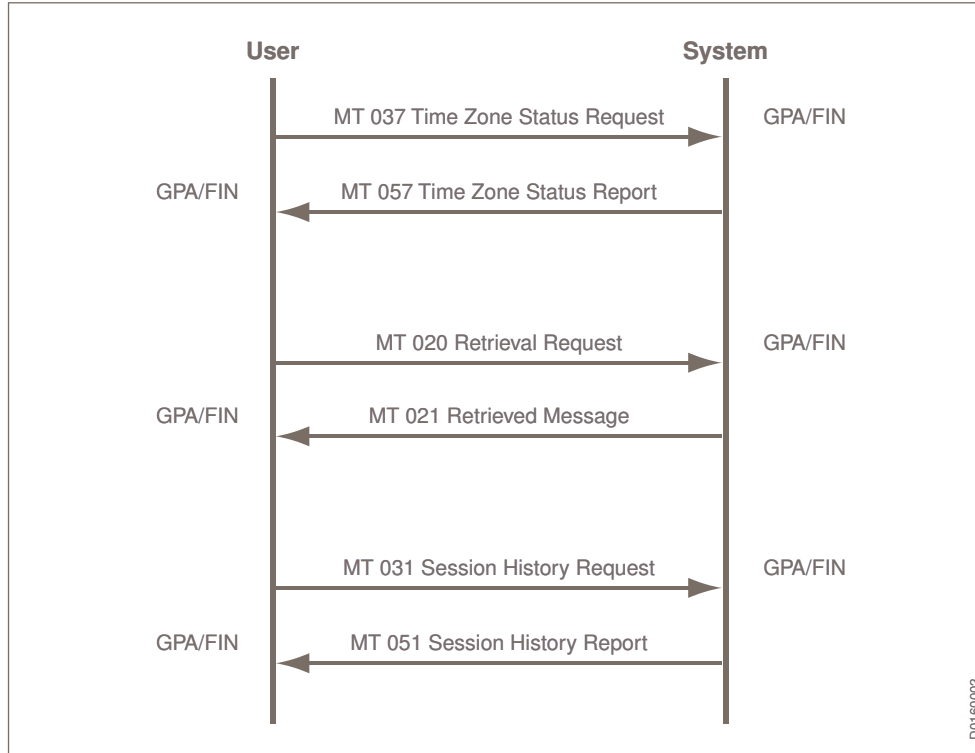 User System
MT 037 Time Zone Status Request GPA/FIN
GPA/FIN MT 057 Time Zone Status Report
MT 020 Retrieval Request GPA/FIN
GPA/FIN MT 021 Retrieved Message
MT 031 Session History Request GPA/FIN
GPA/FIN MT 051 Session History Report